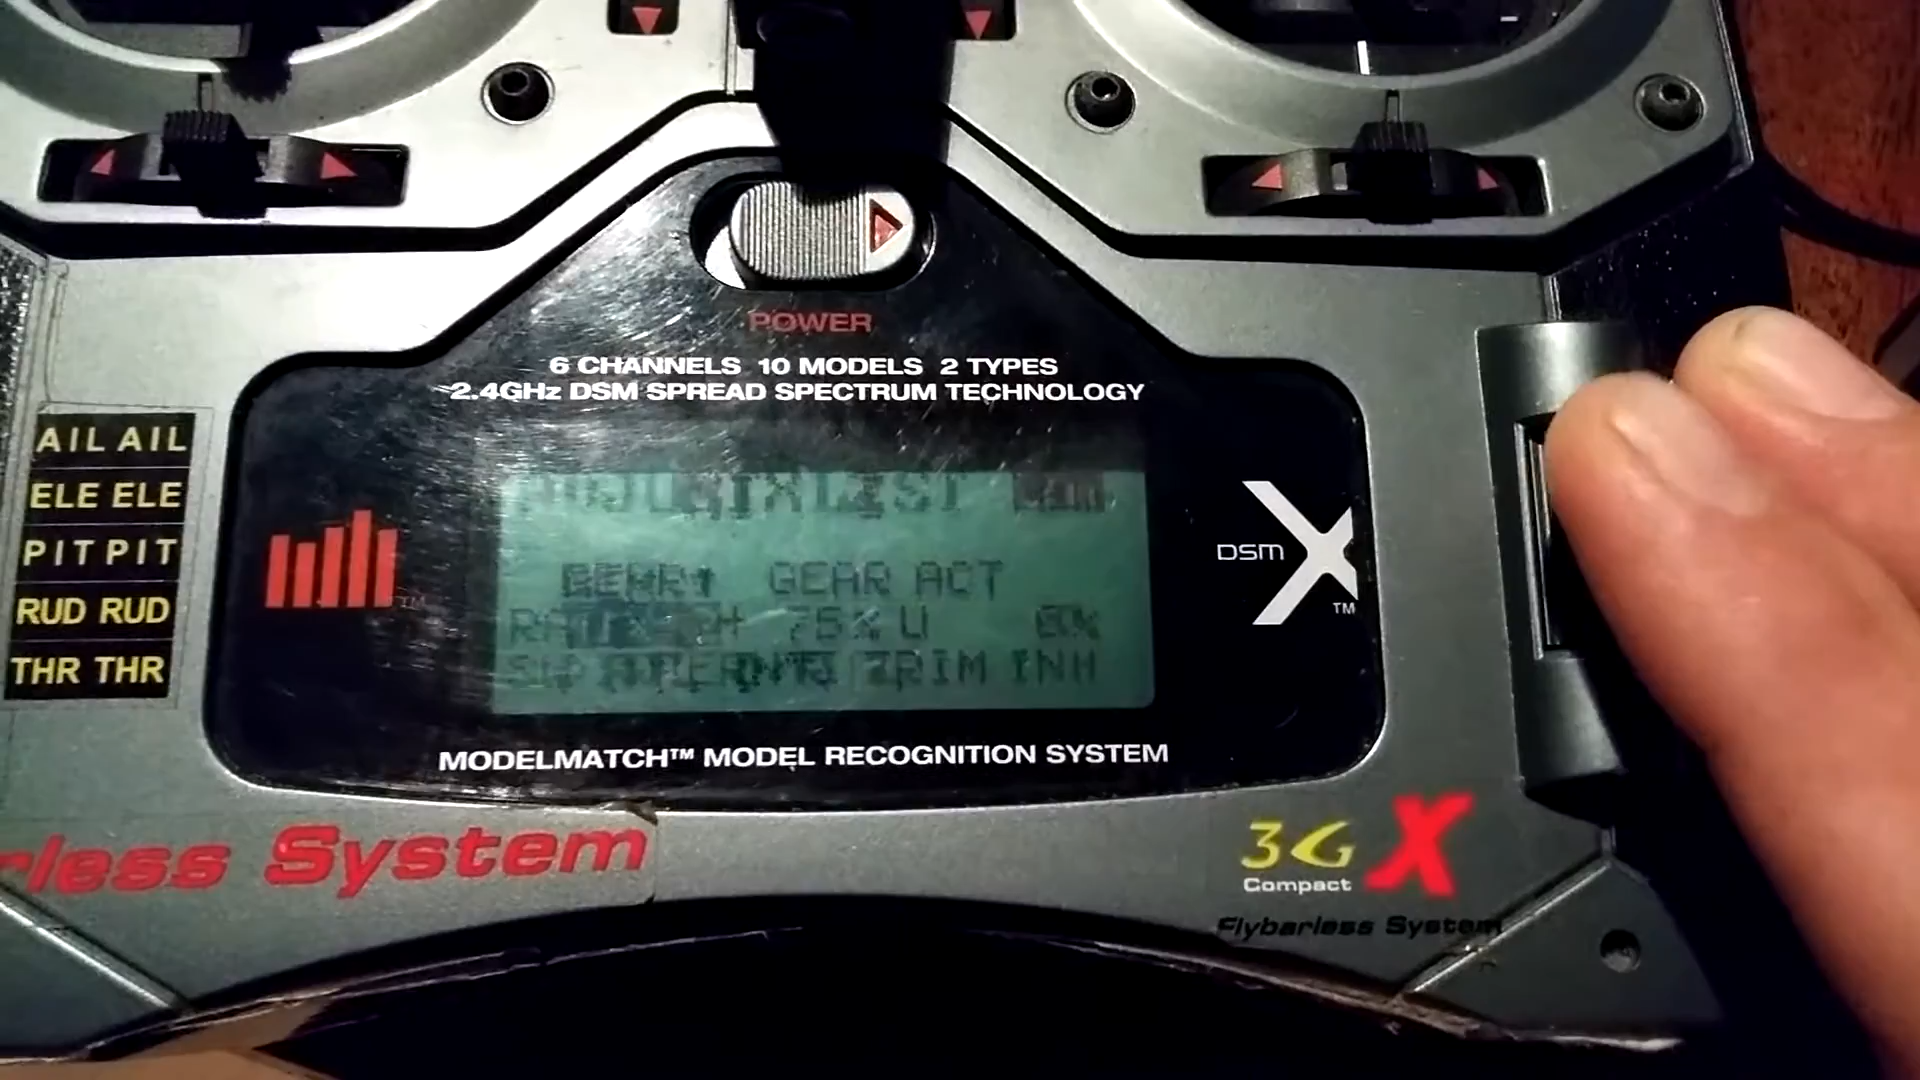 POWER
6 CHANNELS 10 MODELS 2 TYPES
2.4GHz DSM SPREAD SPECTRUM TECHNOLOGY
AIL AIL
ELE ELE
PIT PIT
RUD RUD
THR THR
GEAR ACT
75% U 0%
TRIM INH
DSM X TM
MODELMATCH™ MODEL RECOGNITION SYSTEM
rless System
3G X
Compact
Flybarless System